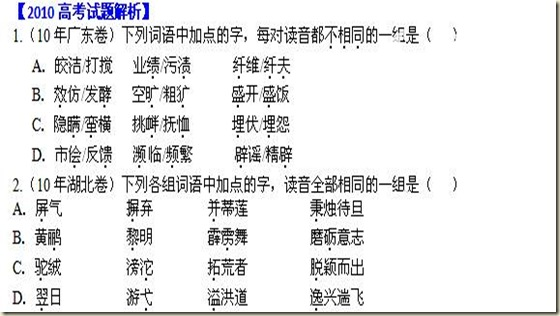 【2010 高考试题解析】
1.（10 年广东卷）下列词语中加点的字，每对读音都不相同的一组是（ ）
A. 皎洁/打搅 业绩/污渍 纤维/纤夫
B. 效仿/发酵 空旷/粗犷 盛开/盛饭
C. 隐瞒/蛮横 挑衅/抚恤 埋伏/埋怨
D. 市侩/反馈 濒临/频繁 辟谣/精辟
2.（10 年湖北卷）下列各组词语中加点的字，读音全部相同的一组是（ ）
A. 屏气 摒弃 并蒂莲 秉烛待旦
B. 黄鹂 黎明 霹雳舞 磨砺意志
C. 驼绒 滂沱 拓荒者 脱颖而出
D. 翌日 游弋 溢洪道 逸兴遄飞